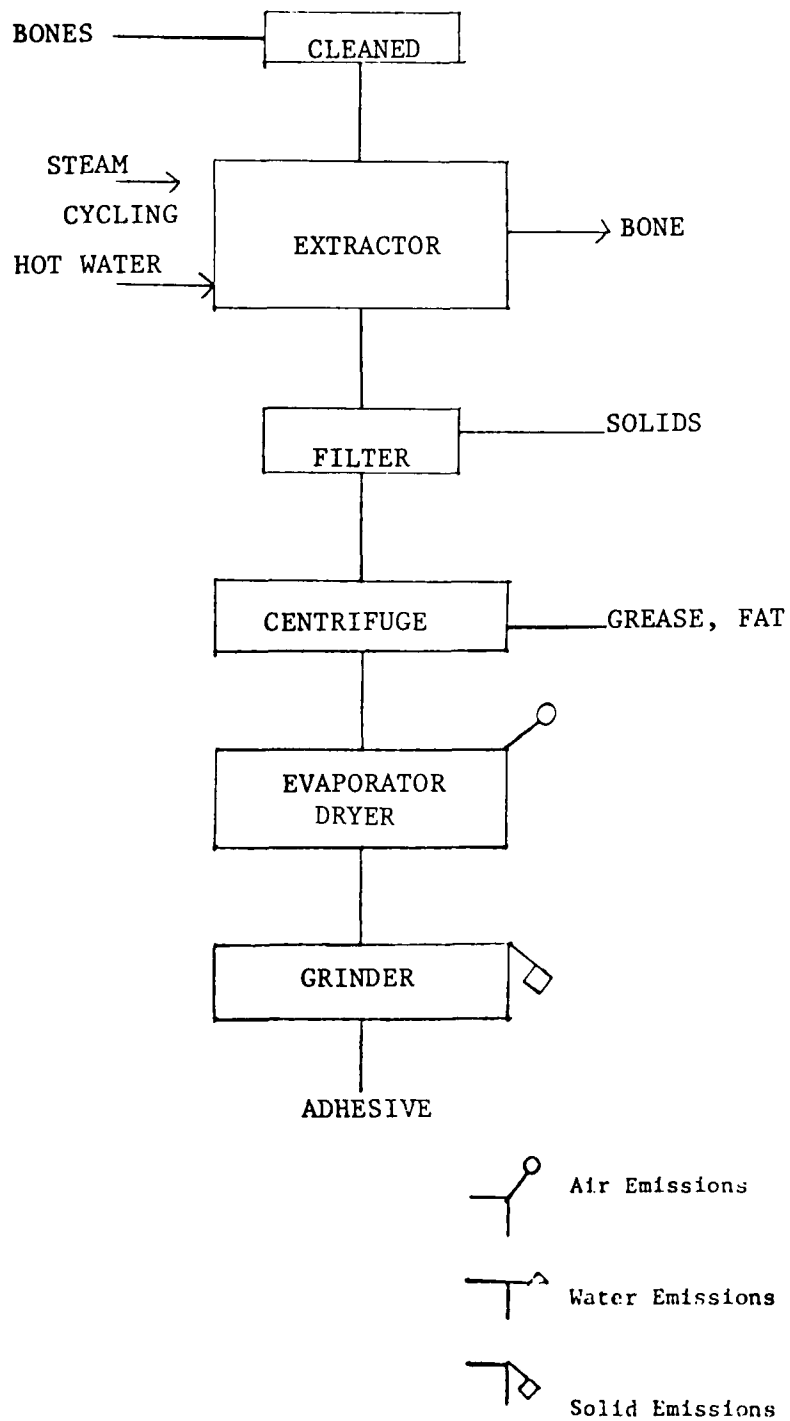 BONES
CLEANED
STEAM
CYCLING
HOT WATER
EXTRACTOR
BONE
FILTER
SOLIDS
CENTRIFUGE
GREASE, FAT
EVAPORATOR
DRYER
GRINDER
ADHESIVE
Air Emissions
Water Emissions
Solid Emissions